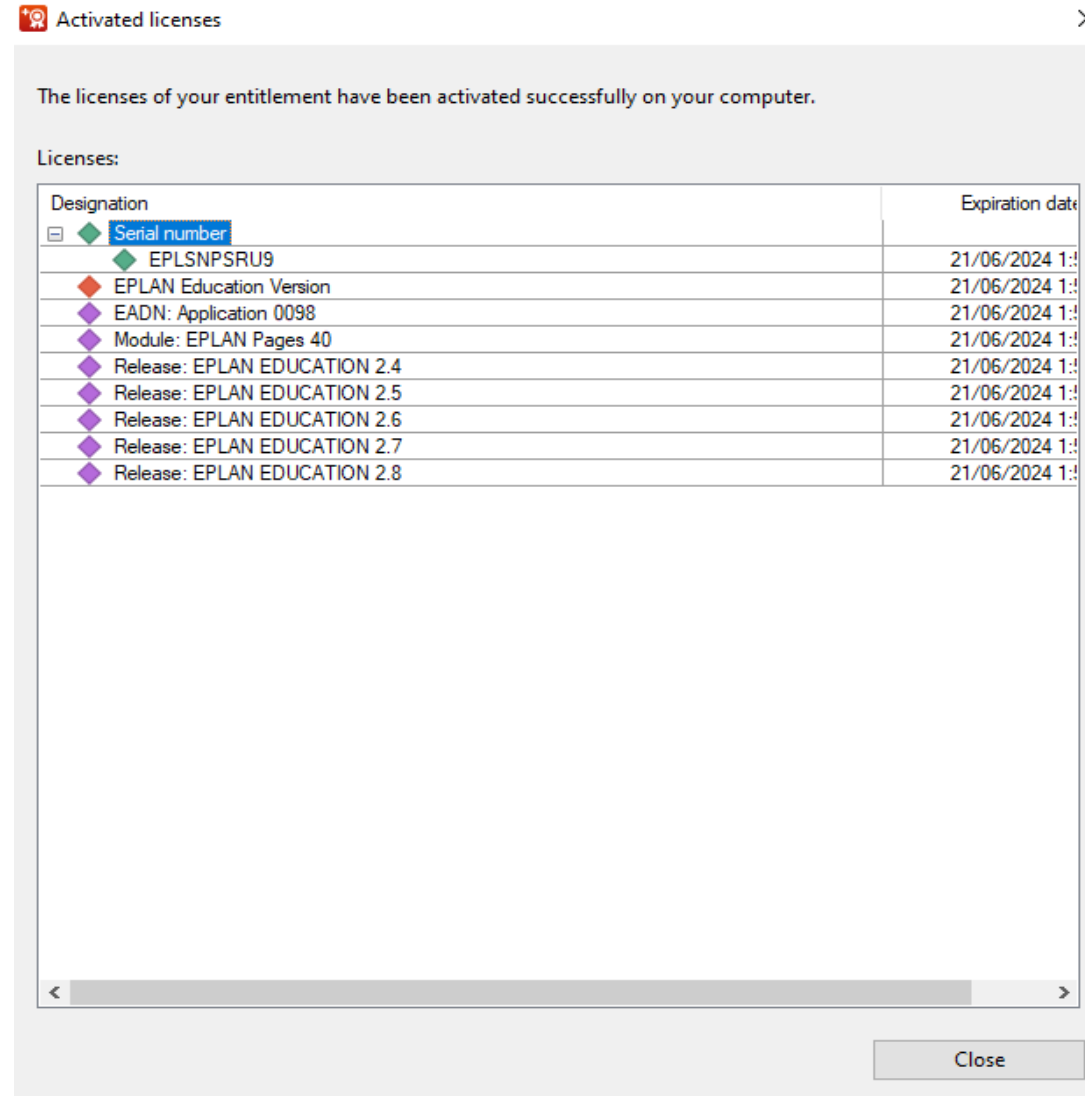 Activated licenses
The licenses of your entitlement have been activated successfully on your computer.
Licenses:
Designation Expiration date
Serial number
EPLSNPSRU9 21/06/2024
EPLAN Education Version 21/06/2024
EADN: Application 0098 21/06/2024
Module: EPLAN Pages 40 21/06/2024
Release: EPLAN EDUCATION 2.4 21/06/2024
Release: EPLAN EDUCATION 2.5 21/06/2024
Release: EPLAN EDUCATION 2.6 21/06/2024
Release: EPLAN EDUCATION 2.7 21/06/2024
Release: EPLAN EDUCATION 2.8 21/06/2024
Close